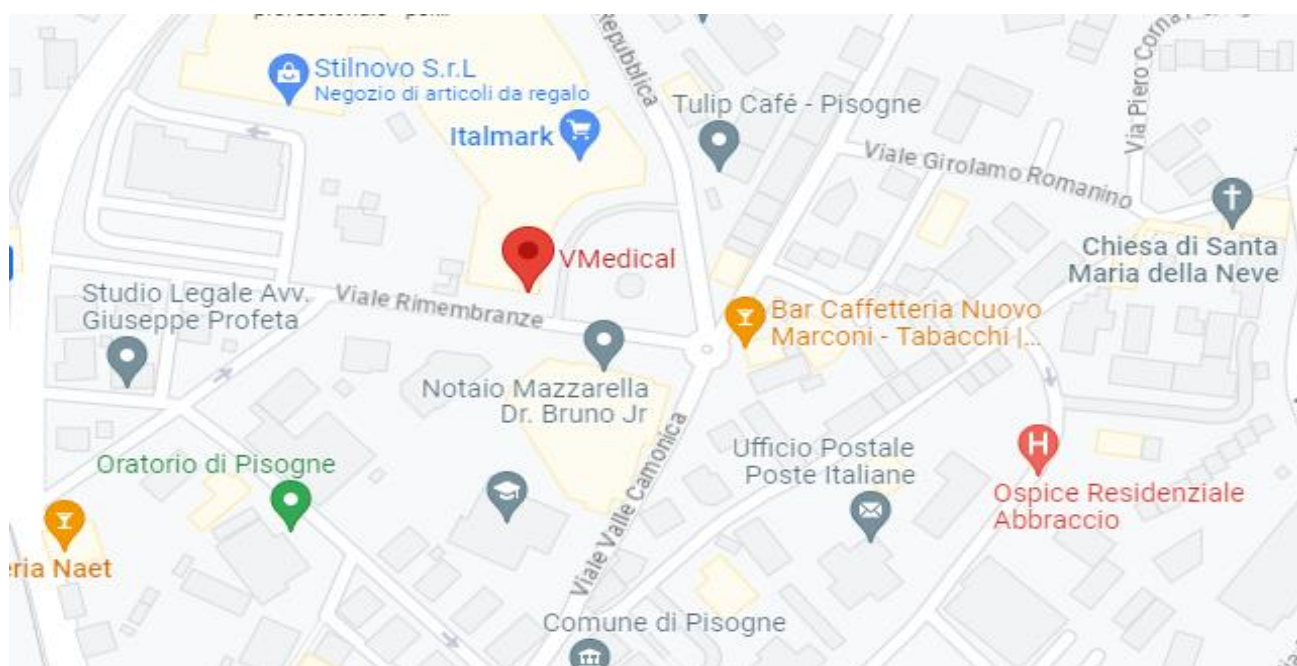 professionale - per...
Stilnovo S.r.L
Negozio di articoli da regalo
Italmark
Repubblica
Tulip Café - Pisogne
Via Piero Corna
Viale Girolamo Romanino
Chiesa di Santa
Maria della Neve
VMedical
Studio Legale Avv.
Giuseppe Profeta
Viale Rimembranze
Bar Caffetteria Nuovo
Marconi - Tabacchi |...
Notaio Mazzarella
Dr. Bruno Jr
Viale Valle Camonica
Ufficio Postale
Poste Italiane
Oratorio di Pisogne
H
Ospice Residenziale
Abbraccio
eria Naet
Comune di Pisogne